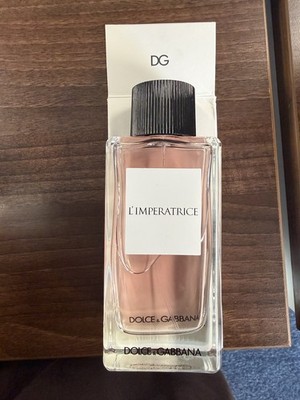 DG
L'IMPERATRICE
DOLCE & GABBANA
DOLCE & GABBANA